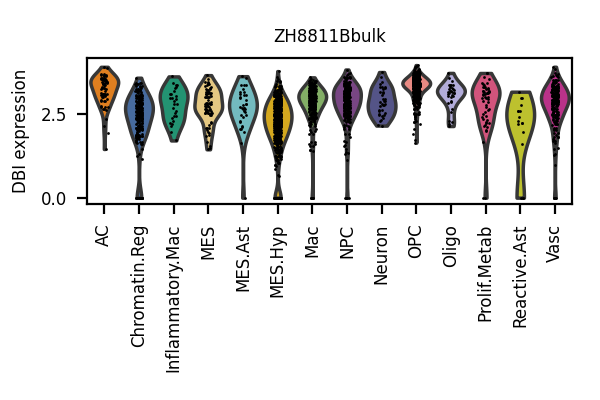 ZH8811Bbulk
DBI expression
2.5
0.0
AC
Chromatin.Reg
Inflammatory.Mac
MES
MES.Ast
MES.Hyp
Mac
NPC
Neuron
OPC
Oligo
Prolif.Metab
Reactive.Ast
Vasc